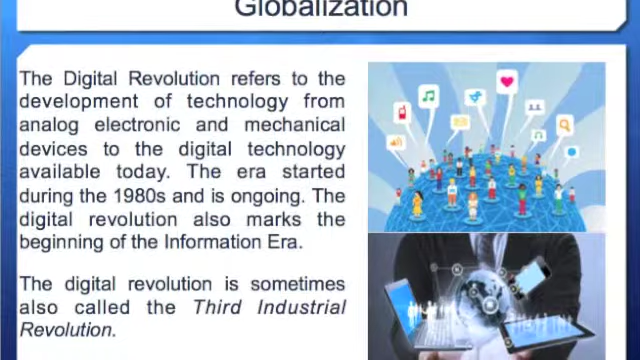 Globalization
The Digital Revolution refers to the
development of technology from
analog electronic and mechanical
devices to the digital technology
available today. The era started
during the 1980s and is ongoing. The
digital revolution also marks the
beginning of the Information Era.
The digital revolution is sometimes
also called the Third Industrial
Revolution.